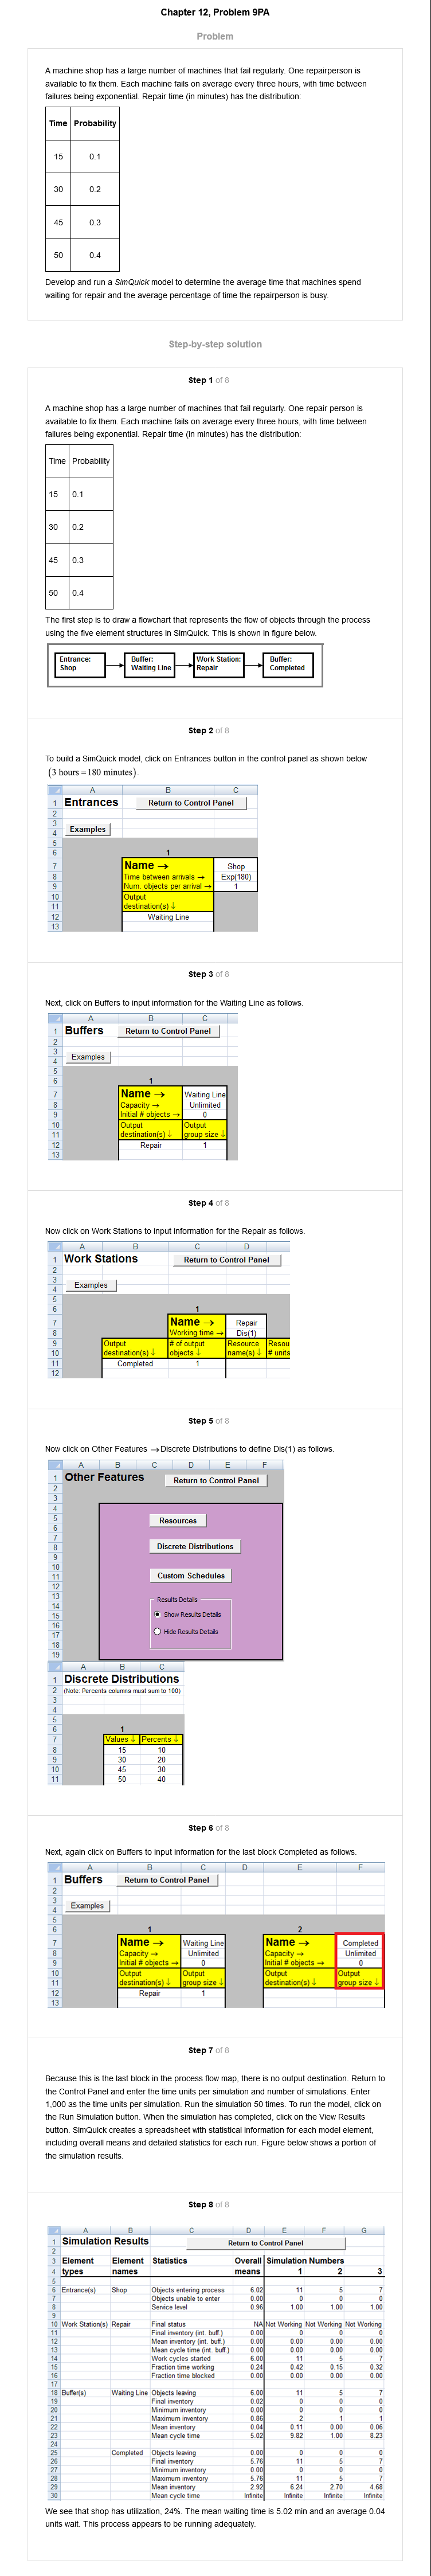 Chapter 12, Problem 9PA
Problem
A machine shop has a large number of machines that fail regularly. One repairperson is
available to fix them. Each machine fails on average every three hours, with time between
failures being exponential. Repair time (in minutes) has the distribution:
Time Probability
15 0.1
30 0.2
45 0.3
50 0.4
Develop and run a SimQuick model to determine the average time that machines spend
waiting for repair and the average percentage of time the repairperson is busy.
Step-by-step solution
Step 1 of 8
A machine shop has a large number of machines that fail regularly. One repair person is
available to fix them. Each machine fails on average every three hours, with time between
failures being exponential. Repair time (in minutes) has the distribution:
Time Probability
15 0.1
30 0.2
45 0.3
50 0.4
The first step is to draw a flowchart that represents the flow of objects through the process
using the five element structures in SimQuick. This is shown in figure below.
Entrance: Buffer: Work Station: Buffer:
Shop Waiting Line Repair Completed
Step 2 of 8
To build a SimQuick model, click on Entrances button in the control panel as shown below
(3 hours = 180 minutes).
A B C
1 Entrances Return to Control Panel
2
3
4 Examples
5
6 1
7 Name → Shop
8 Time between arrivals → Exp(180)
9 Num. objects per arrival → 1
10 Output
11 destination(s) ↓
12 Waiting Line
13
Step 3 of 8
Next, click on Buffers to input information for the Waiting Line as follows.
A B C
1 Buffers Return to Control Panel
2
3
4 Examples
5
6 1
7 Name → Waiting Line
8 Capacity → Unlimited
9 Initial # objects → 0
10 Output Output
11 destination(s) ↓ group size ↓
12 Repair 1
13
Step 4 of 8
Now click on Work Stations to input information for the Repair as follows.
A B C D
1 Work Stations Return to Control Panel
2
3
4 Examples
5
6 1
7 Name → Repair
8 Working time → Dis(1)
9 Output # of output Resource Resou
10 destination(s) ↓ objects ↓ name(s) ↓ # units
11 Completed 1
12
Step 5 of 8
Now click on Other Features → Discrete Distributions to define Dis(1) as follows.
A B C D E F
1 Other Features Return to Control Panel
2
3
4
5 Resources
6
7
8 Discrete Distributions
9
10
11 Custom Schedules
12
13 Results Details
14
15 Show Results Details
16
17 Hide Results Details
18
19
A B C
1 Discrete Distributions
2 (Note: Percents columns must sum to 100)
3
4
5
6 1
7 Values ↓ Percents ↓
8 15 10
9 30 20
10 45 30
11 50 40
Step 6 of 8
Next, again click on Buffers to input information for the last block Completed as follows.
A B C D E F
1 Buffers Return to Control Panel
2
3
4 Examples
5
6 1 2
7 Name → Waiting Line Name → Completed
8 Capacity → Unlimited Capacity → Unlimited
9 Initial # objects → 0 Initial # objects → 0
10 Output Output Output Output
11 destination(s) ↓ group size ↓ destination(s) ↓ group size ↓
12 Repair 1
13
Step 7 of 8
Because this is the last block in the process flow map, there is no output destination. Return to
the Control Panel and enter the time units per simulation and number of simulations. Enter
1,000 as the time units per simulation. Run the simulation 50 times. To run the model, click on
the Run Simulation button. When the simulation has completed, click on the View Results
button. SimQuick creates a spreadsheet with statistical information for each model element,
including overall means and detailed statistics for each run. Figure below shows a portion of
the simulation results.
Step 8 of 8
A B C D E F G
1 Simulation Results Return to Control Panel
2
3 Element Element Statistics Overall Simulation Numbers
4 types names means 1 2 3
5
6 Entrance(s) Shop Objects entering process 6.02 11 5 7
7 Objects unable to enter 0.00 0 0 0
8 Service level 0.96 1.00 1.00 1.00
9
10 Work Station(s) Repair Final status NA Not Working Not Working Not Working
11 Final inventory (int. buff.) 0.00 0 0 0
12 Mean inventory (int. buff.) 0.00 0.00 0.00 0.00
13 Mean cycle time (int. buff.) 0.00 0.00 0.00 0.00
14 Work cycles started 6.00 11 5 7
15 Fraction time working 0.24 0.42 0.15 0.32
16 Fraction time blocked 0.00 0.00 0.00 0.00
17
18 Buffer(s) Waiting Line Objects leaving 6.00 11 5 7
19 Final inventory 0.02 0 0 0
20 Minimum inventory 0.00 0 0 0
21 Maximum inventory 0.86 2 1 1
22 Mean inventory 0.04 0.11 0.00 0.06
23 Mean cycle time 5.02 9.82 1.00 8.23
24
25 Completed Objects leaving 0.00 0 0 0
26 Final inventory 5.76 11 5 7
27 Minimum inventory 0.00 0 0 0
28 Maximum inventory 5.76 11 5 7
29 Mean inventory 2.92 6.24 2.70 4.68
30 Mean cycle time Infinite Infinite Infinite Infinite
We see that shop has utilization, 24%. The mean waiting time is 5.02 min and an average 0.04
units wait. This process appears to be running adequately.